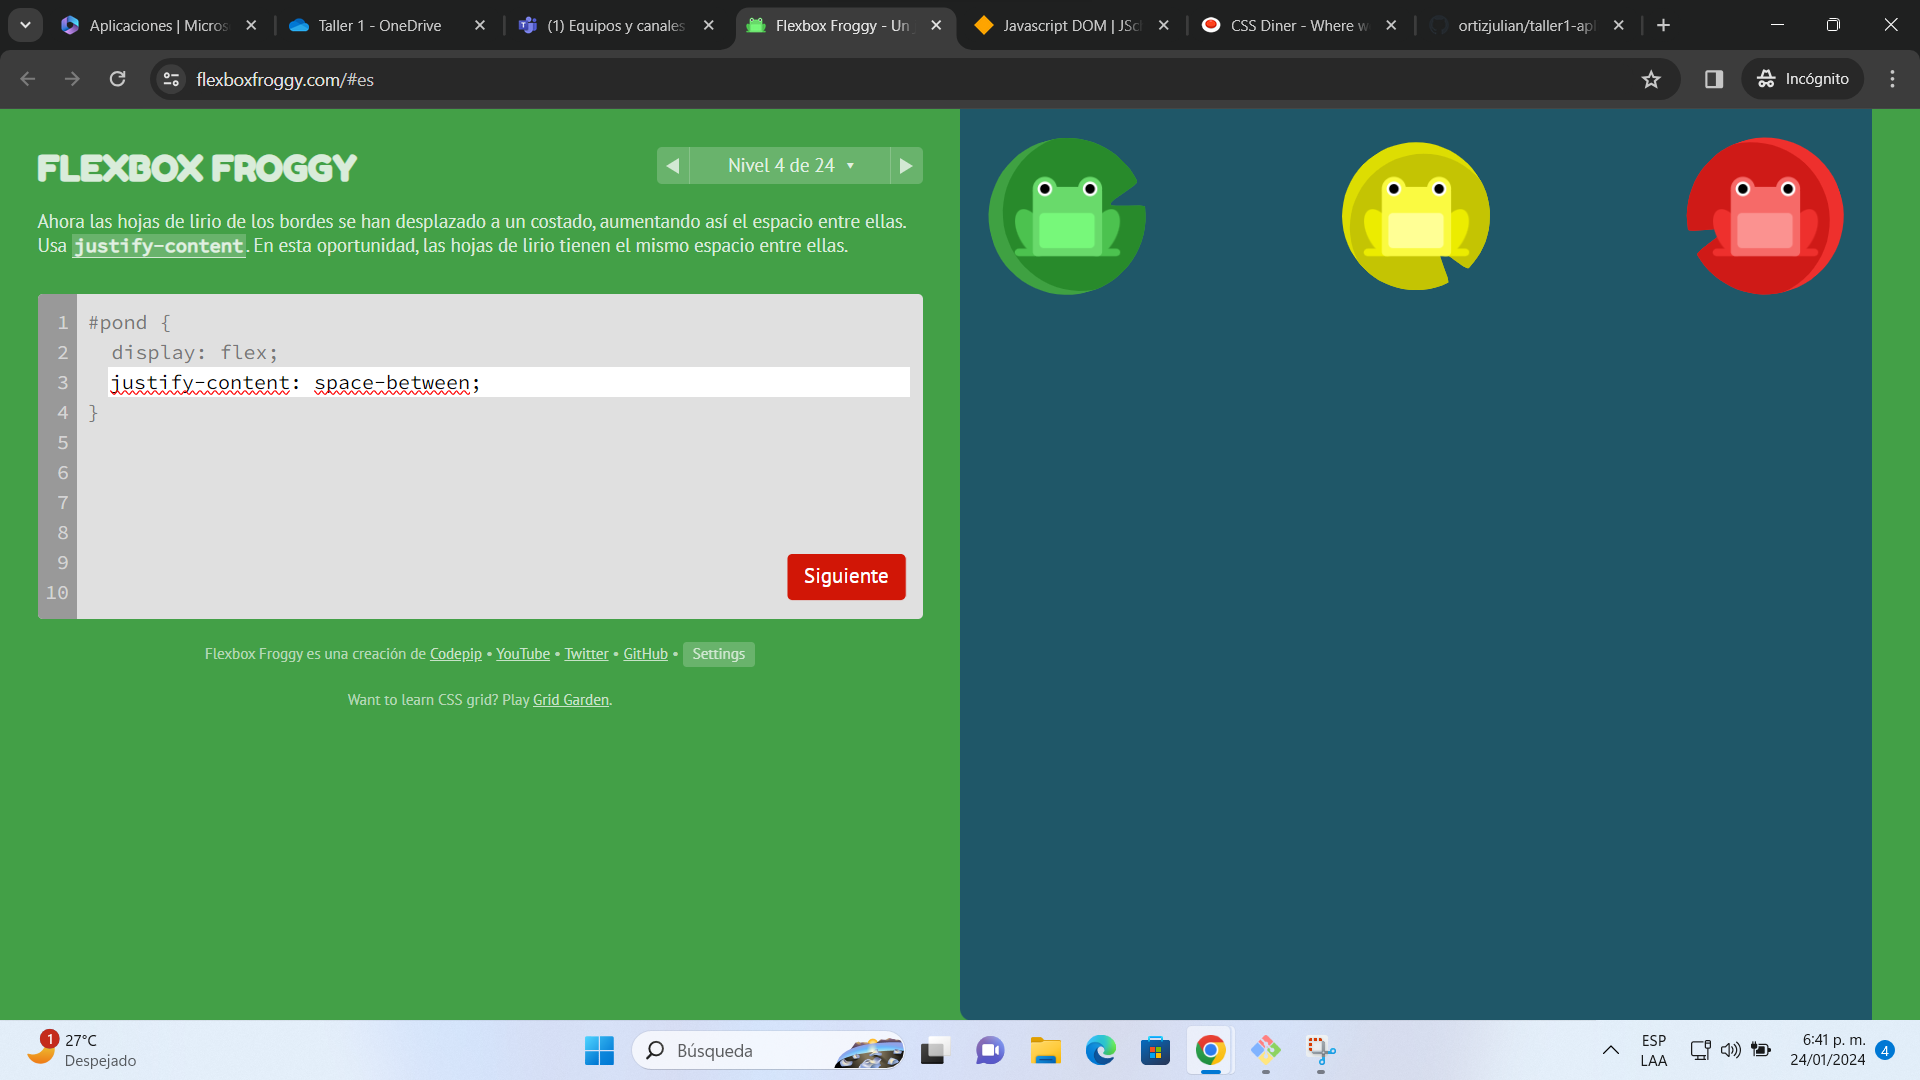 Aplicaciones | Micros
Taller 1 - OneDrive
(1) Equipos y canales
Flexbox Froggy - Un j
Javascript DOM | JSch
CSS Diner - Where w
ortizjulian/taller1-apl
flexboxfroggy.com/#es
Incógnito
FLEXBOX FROGGY
Nivel 4 de 24
Ahora las hojas de lirio de los bordes se han desplazado a un costado, aumentando así el espacio entre ellas.
Usa justify-content. En esta oportunidad, las hojas de lirio tienen el mismo espacio entre ellas.
1 #pond {
2 display: flex;
3 justify-content: space-between;
4 }
5
6
7
8
9
10
Siguiente
Flexbox Froggy es una creación de Codepip • YouTube • Twitter • GitHub • Settings
Want to learn CSS grid? Play Grid Garden.
1
27°C
Despejado
Búsqueda
ESP
LAA
6:41 p. m.
24/01/2024
4